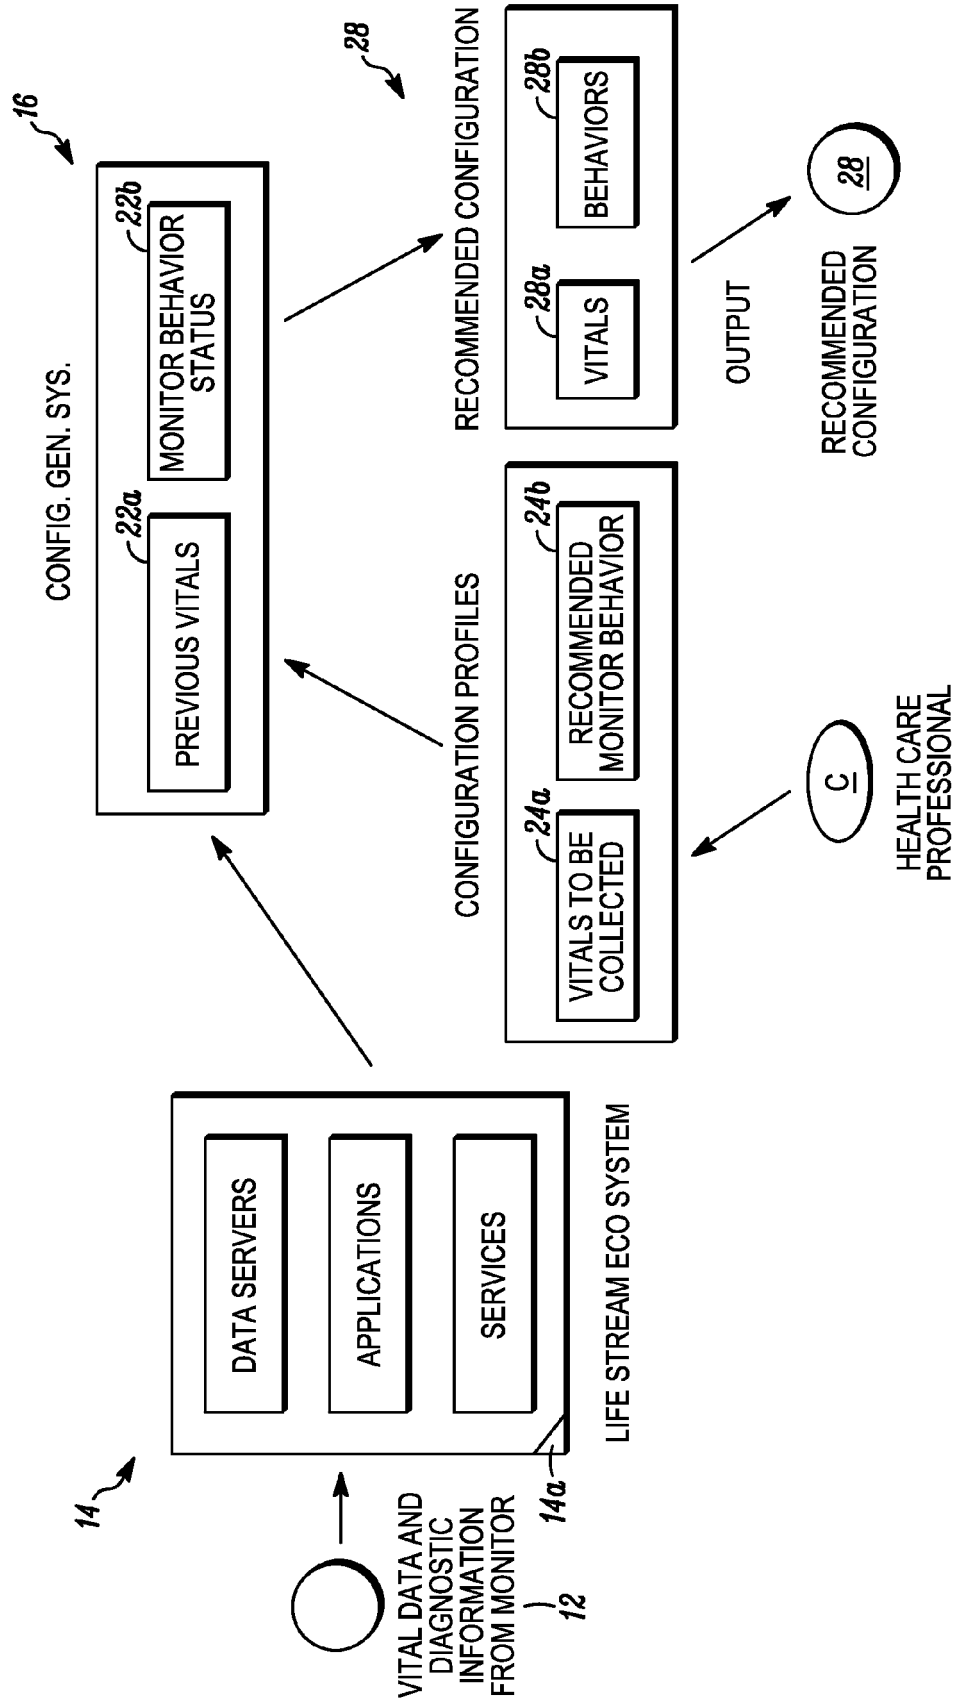 14
DATA SERVERS
APPLICATIONS
SERVICES
14a
LIFE STREAM ECO SYSTEM
VITAL DATA AND
DIAGNOSTIC
INFORMATION
FROM MONITOR
12
CONFIG. GEN. SYS.
16
22a
PREVIOUS VITALS
22b
MONITOR BEHAVIOR
STATUS
CONFIGURATION PROFILES
24a
VITALS TO BE
COLLECTED
24b
RECOMMENDED
MONITOR BEHAVIOR
C
HEALTH CARE
PROFESSIONAL
28
RECOMMENDED CONFIGURATION
28a
VITALS
28b
BEHAVIORS
OUTPUT
28
RECOMMENDED
CONFIGURATION